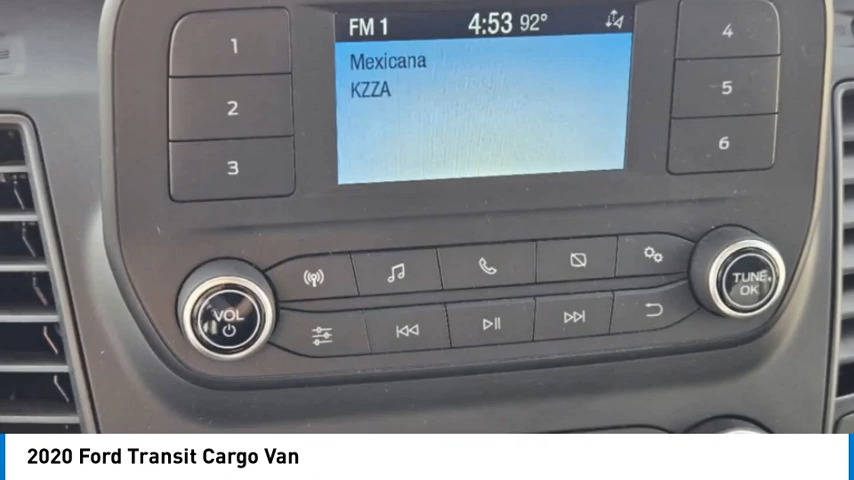 FM 1 4:53 92°
Mexicana
KZZA
1
2
3
4
5
6
VOL
TUNE
OK
2020 Ford Transit Cargo Van